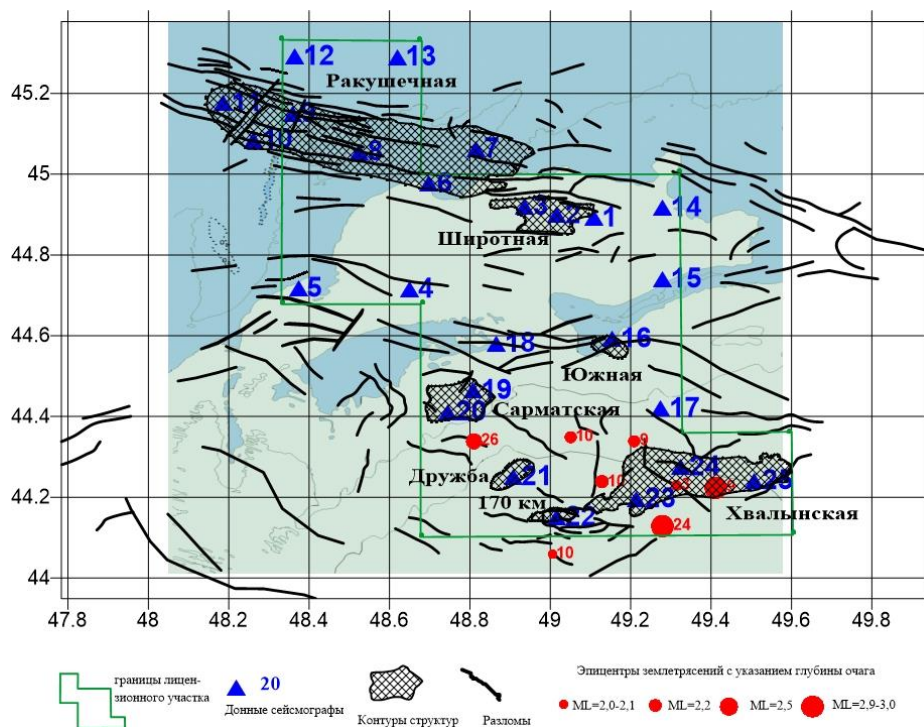 12 13
45.2
Ракушечная
11
9
10
8 7
45
6
3 2 1 14
Широтная
44.8
5 4 15
44.6
18 16
Южная
19
44.4
20 Сарматская 17
26 10 9
24
Дружба 21 10 3 9 25
44.2
170 км 23
22 Хвалынская
24
10
44
47.8 48 48.2 48.4 48.6 48.8 49 49.2 49.4 49.6 49.8
границы лицен-
зионного участка
20
Донные сейсмографы
Контуры структур
Разломы
Эпицентры землетрясений с указанием глубины очага
ML=2,0-2,1 ML=2,2 ML=2,5 ML=2,9-3,0